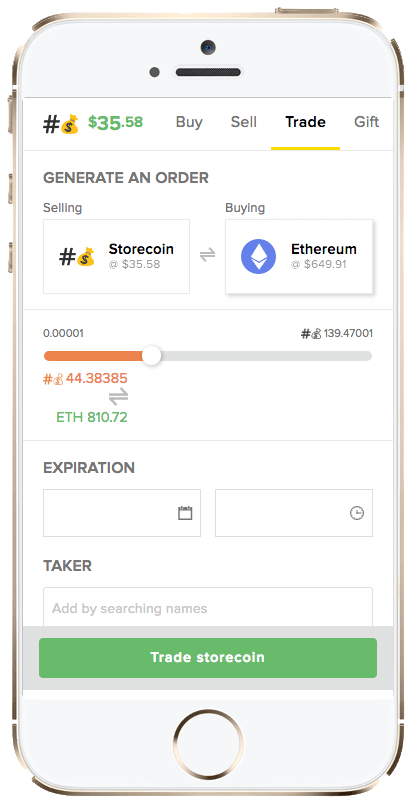 #💰 $35.58 Buy Sell Trade Gift
GENERATE AN ORDER
Selling Buying
#💰 Storecoin ⇌ Ethereum
@ $35.58 @ $649.91
0.00001 #💰 139.47001
#💰 44.38385
⇌
ETH 810.72
EXPIRATION
TAKER
Add by searching names
Trade storecoin